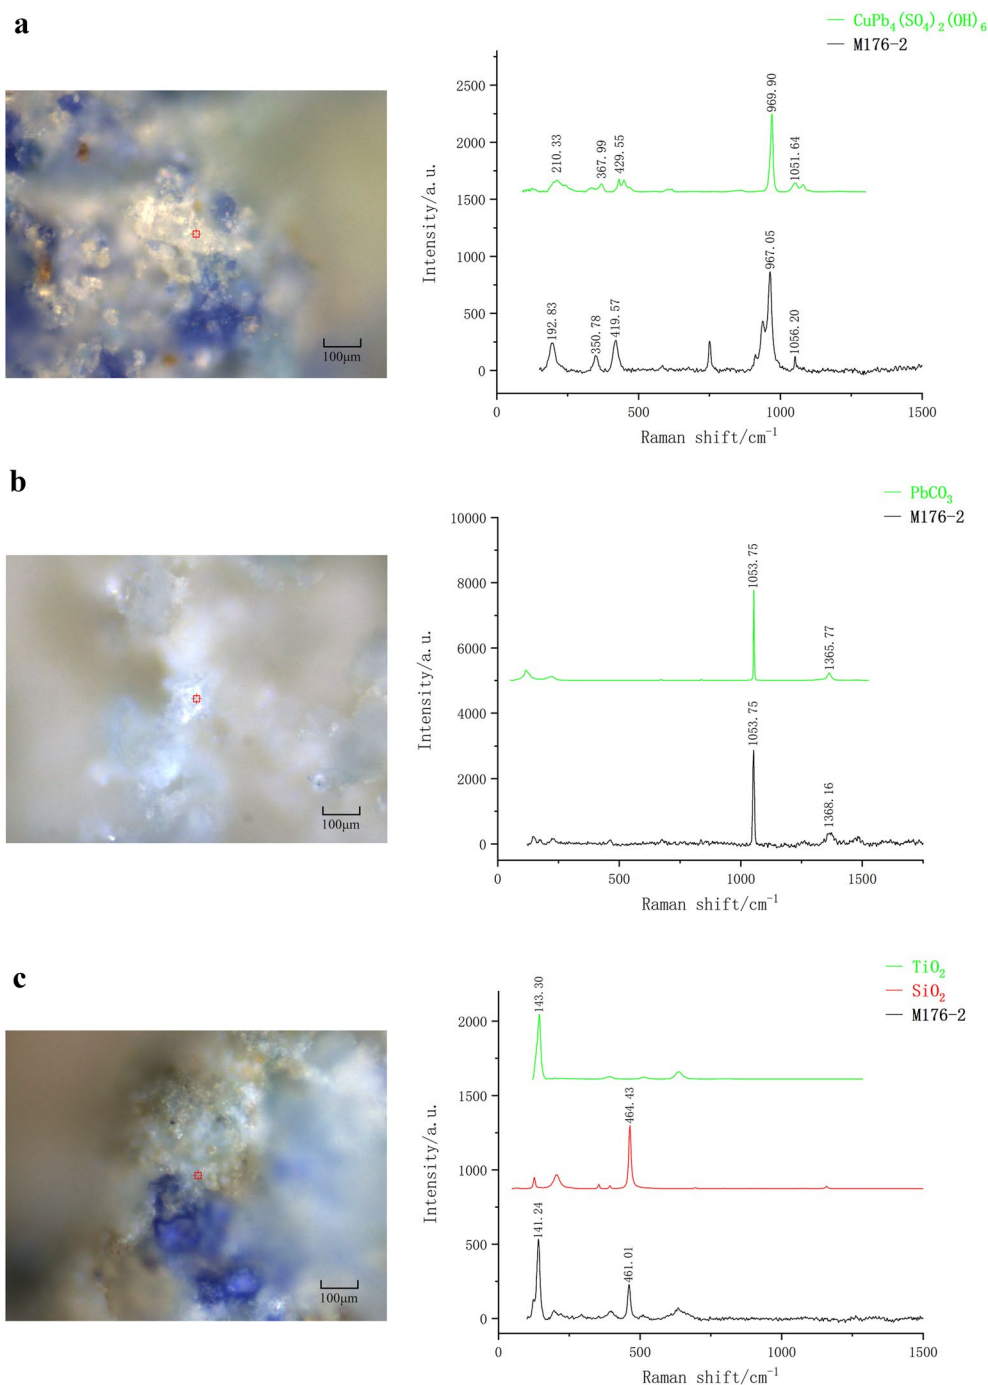 a
CuPb₄(SO₄)₂(OH)₆
M176-2
Intensity/a.u.
2500
2000
1500
1000
500
0
210.33
367.99
429.55
969.90
1051.64
192.83
350.78
419.57
967.05
1056.20
0
500
1000
1500
Raman shift/cm⁻¹
100μm
b
PbCO₃
M176-2
Intensity/a.u.
10000
8000
6000
4000
2000
0
1053.75
1365.77
1053.75
1368.16
0
500
1000
1500
Raman shift/cm⁻¹
100μm
c
TiO₂
SiO₂
M176-2
Intensity/a.u.
2000
1500
1000
500
0
143.30
464.43
141.24
461.01
0
500
1000
1500
Raman shift/cm⁻¹
100μm